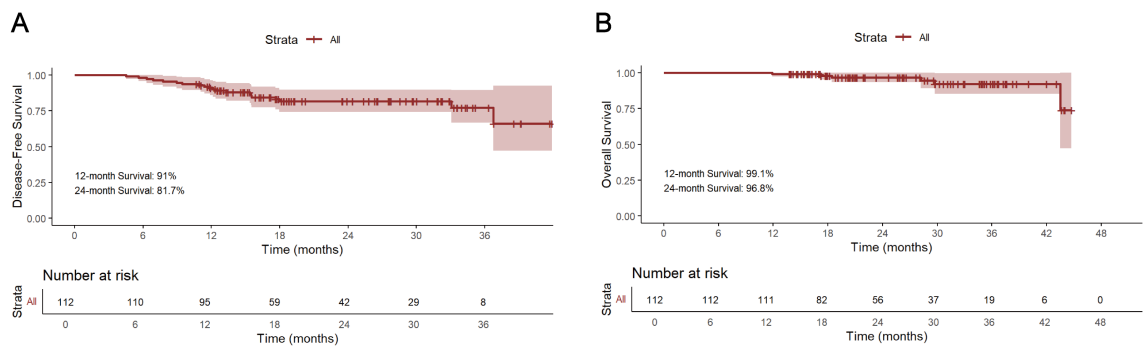 A
Strata All
Disease-Free Survival
1.00
0.75
0.50
0.25
0.00
12-month Survival: 91%
24-month Survival: 81.7%
0 6 12 18 24 30 36
Time (months)
Number at risk
Strata
All 112 110 95 59 42 29 8
0 6 12 18 24 30 36
Time (months)
B
Strata All
Overall Survival
1.00
0.75
0.50
0.25
0.00
12-month Survival: 99.1%
24-month Survival: 96.8%
0 6 12 18 24 30 36 42 48
Time (months)
Number at risk
Strata
All 112 112 111 82 56 37 19 6 0
0 6 12 18 24 30 36 42 48
Time (months)